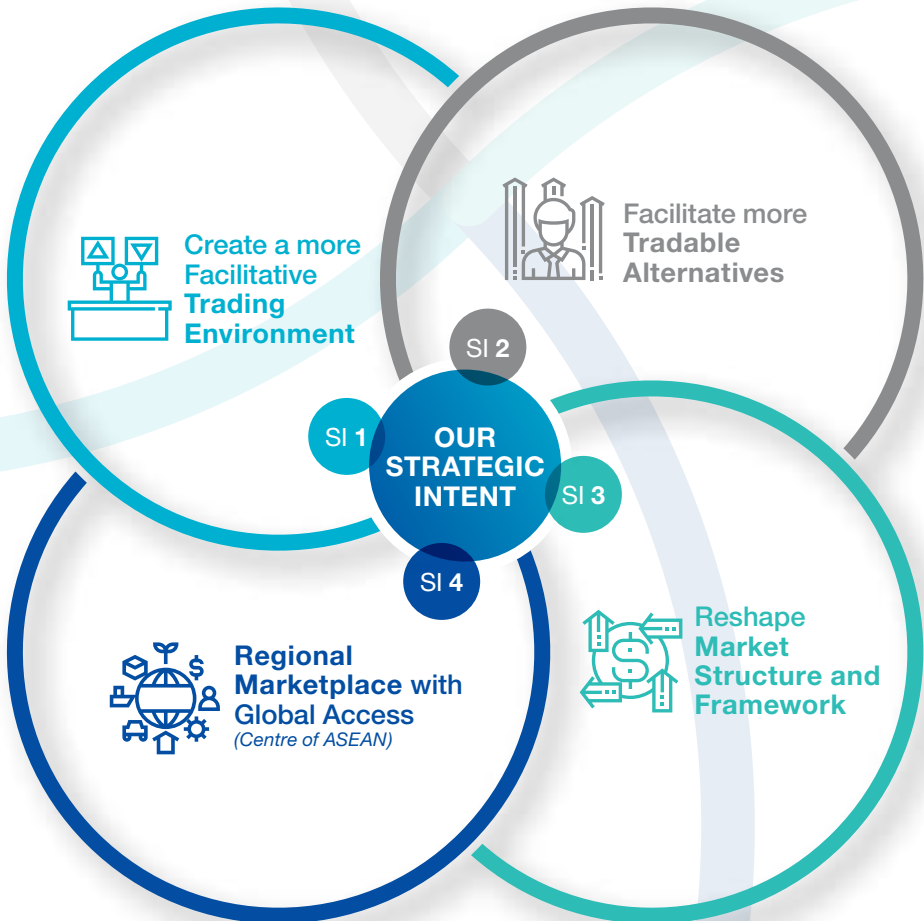 Create a more
Facilitative
Trading
Environment
Facilitate more
Tradable
Alternatives
SI 2
SI 1
OUR
STRATEGIC
INTENT
SI 3
SI 4
Regional
Marketplace with
Global Access
(Centre of ASEAN)
Reshape
Market
Structure and
Framework